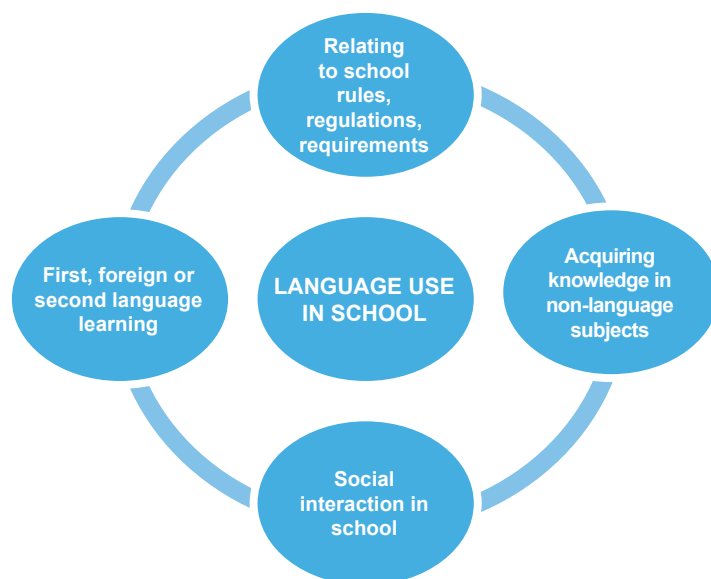 Relating
to school
rules,
regulations,
requirements
First, foreign or
second language
learning
LANGUAGE USE
IN SCHOOL
Acquiring
knowledge in
non-language
subjects
Social
interaction in
school